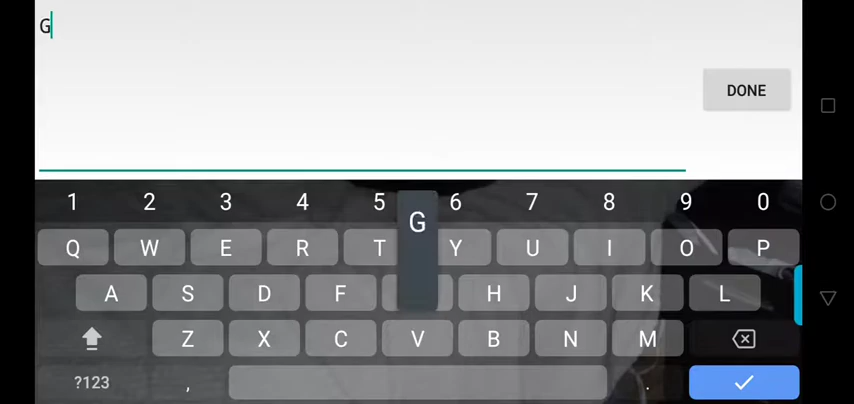 G
DONE
1 2 3 4 5 6 7 8 9 0
G
Q W E R T Y U I O P
A S D F H J K L
Z X C V B N M
?123 , .